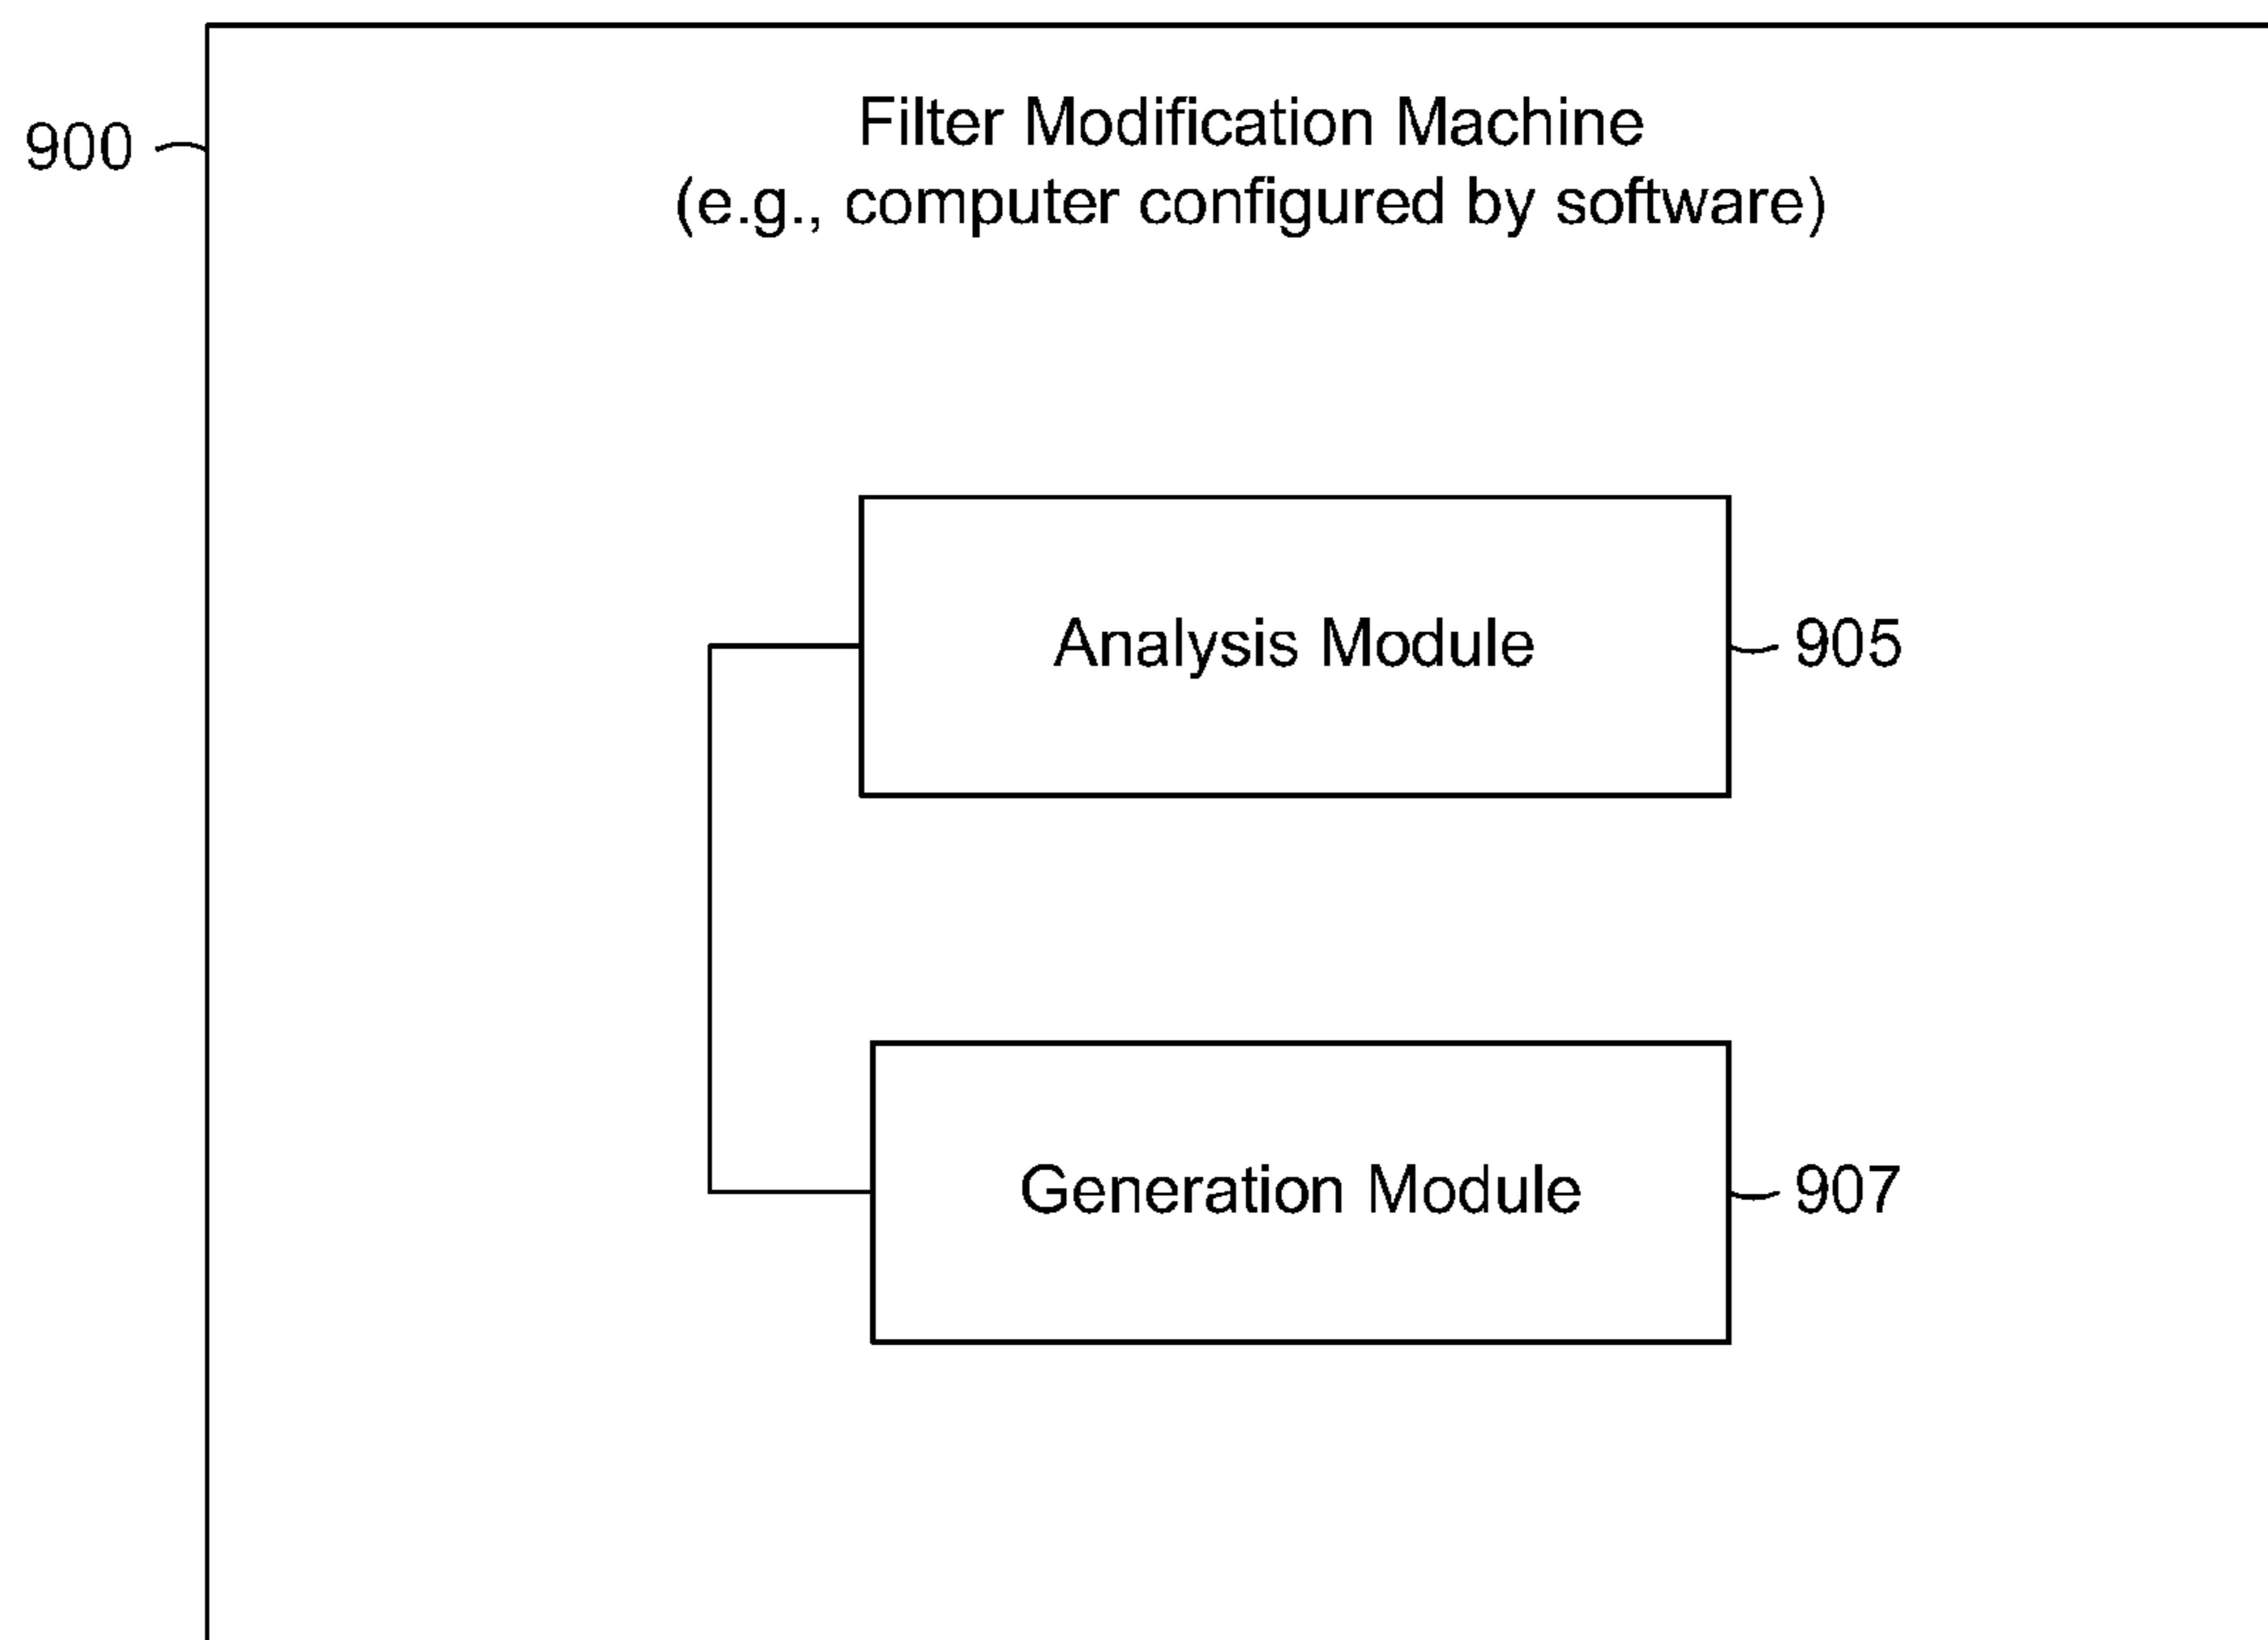 900
Filter Modification Machine
(e.g., computer configured by software)
Analysis Module
905
Generation Module
907